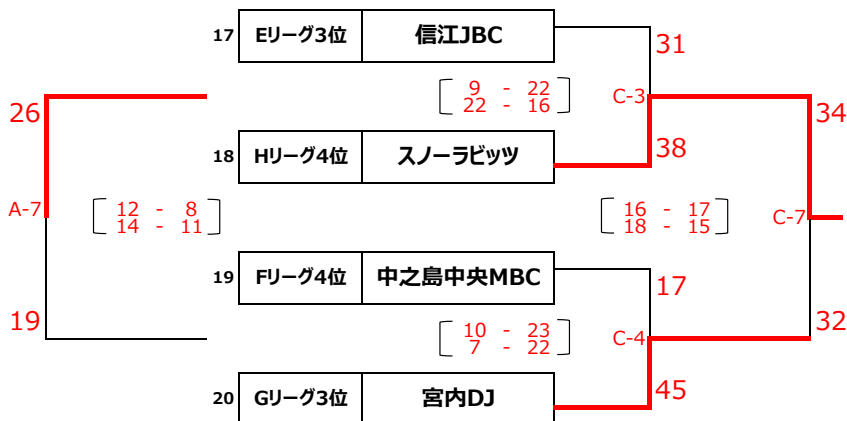 17 Eリーグ3位 信江JBC
31
26
9 - 22
22 - 16
C-3
34
18 Hリーグ4位 スノーラビッツ
38
A-7
12 - 8
14 - 11
16 - 17
18 - 15
C-7
19 Fリーグ4位 中之島中央MBC
17
19
10 - 23
7 - 22
C-4
32
20 Gリーグ3位 宮内DJ
45